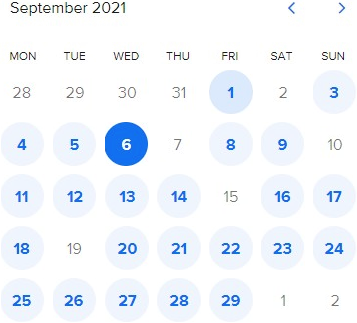 September 2021
MON TUE WED THU FRI SAT SUN
28 29 30 31 1 2 3
4 5 6 7 8 9 10
11 12 13 14 15 16 17
18 19 20 21 22 23 24
25 26 27 28 29 1 2